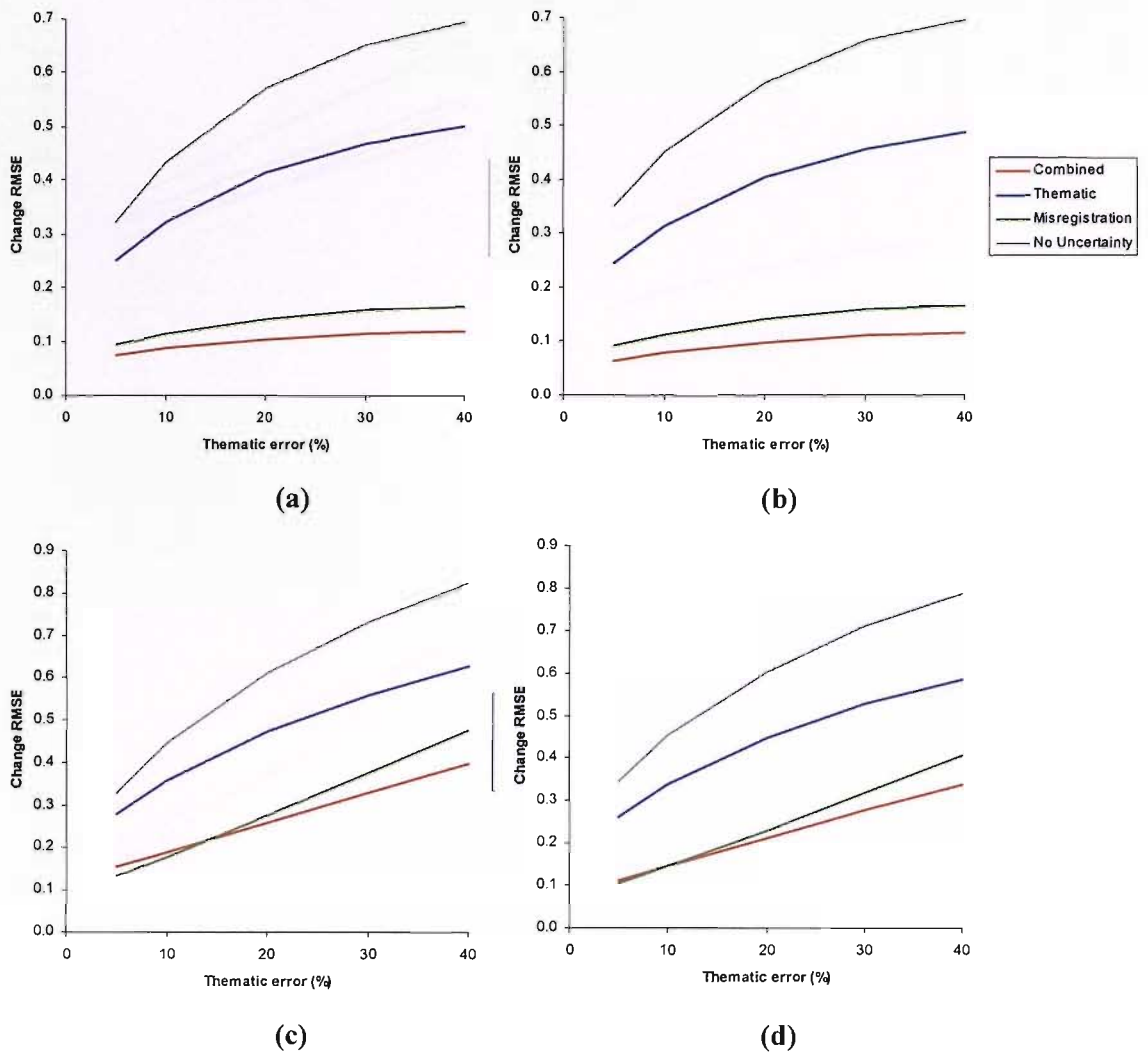 0.7
0.6
0.5
0.4
0.3
0.2
0.1
0.0
Change RMSE
0 10 20 30 40
Thematic error (%)
(a)
0.7
0.6
0.5
0.4
0.3
0.2
0.1
0.0
Change RMSE
0 10 20 30 40
Thematic error (%)
(b)
Combined
Thematic
Misregistration
No Uncertainty
0.9
0.8
0.7
0.6
0.5
0.4
0.3
0.2
0.1
0.0
Change RMSE
0 10 20 30 40
Thematic error (%)
(c)
0.9
0.8
0.7
0.6
0.5
0.4
0.3
0.2
0.1
0.0
Change RMSE
0 10 20 30 40
Thematic error (%)
(d)